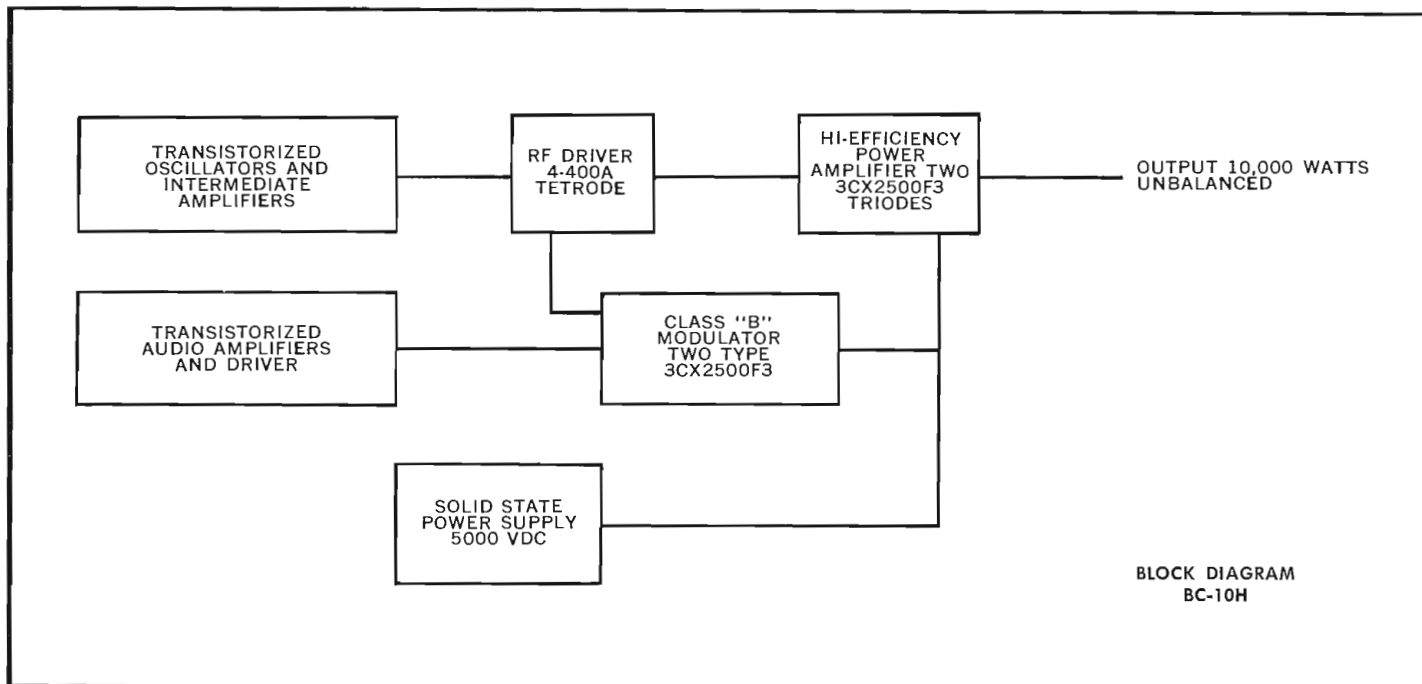 TRANSISTORIZED
OSCILLATORS AND
INTERMEDIATE
AMPLIFIERS
RF DRIVER
4-400A
TETRODE
HI-EFFICIENCY
POWER
AMPLIFIER TWO
3CX2500F3
TRIODES
OUTPUT 10,000 WATTS
UNBALANCED
TRANSISTORIZED
AUDIO AMPLIFIERS
AND DRIVER
CLASS "B"
MODULATOR
TWO TYPE
3CX2500F3
SOLID STATE
POWER SUPPLY
5000 VDC
BLOCK DIAGRAM
BC-10H